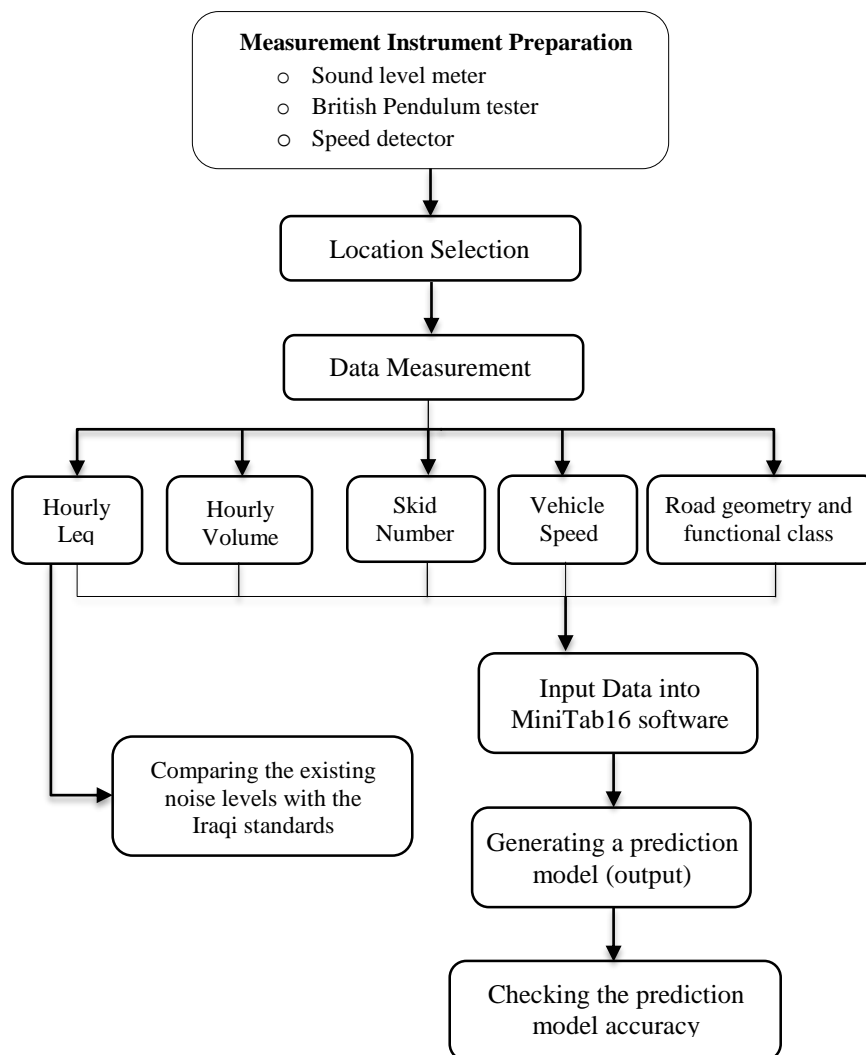 Measurement Instrument Preparation
o Sound level meter
o British Pendulum tester
o Speed detector
Location Selection
Data Measurement
Hourly
Leq
Hourly
Volume
Skid
Number
Vehicle
Speed
Road geometry and
functional class
Input Data into
MiniTab16 software
Comparing the existing
noise levels with the
Iraqi standards
Generating a prediction
model (output)
Checking the prediction
model accuracy